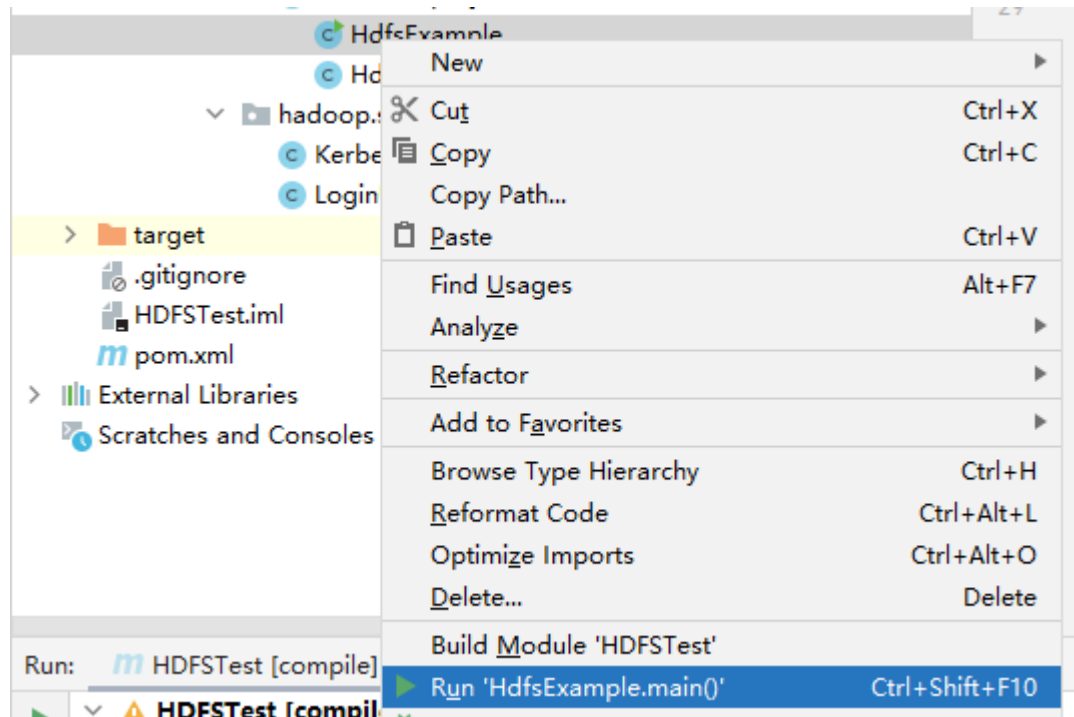 29
HdfsExample
New
Hd
Cut Ctrl+X
hadoop.s
Kerbe
Copy Ctrl+C
Login
Copy Path...
target
Paste Ctrl+V
.gitignore
Find Usages Alt+F7
HDFSTest.iml
Analyze
pom.xml
Refactor
External Libraries
Add to Favorites
Scratches and Consoles
Browse Type Hierarchy Ctrl+H
Reformat Code Ctrl+Alt+L
Optimize Imports Ctrl+Alt+O
Delete... Delete
Build Module 'HDFSTest'
Run: HDFSTest [compile]
Run 'HdfsExample.main()' Ctrl+Shift+F10
HDFSTest [compil